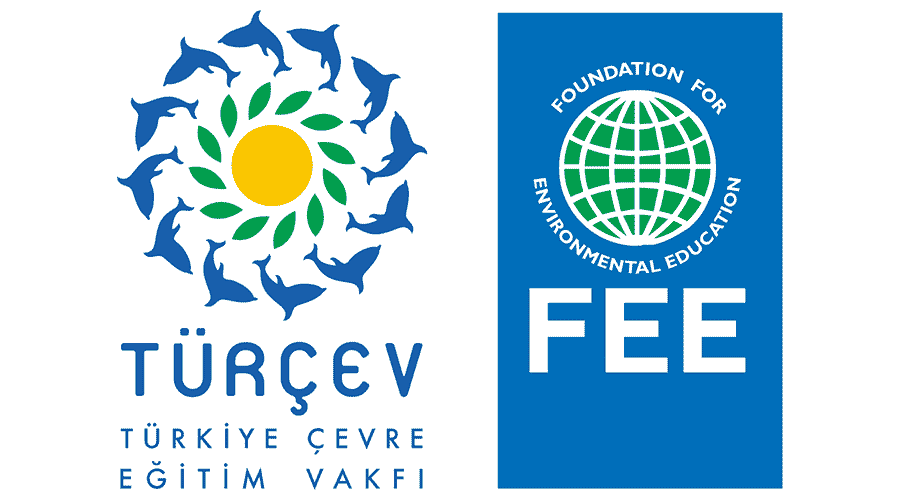 TÜRÇEV
TÜRKİYE ÇEVRE
EĞİTİM VAKFI
FOUNDATION FOR
ENVIRONMENTAL EDUCATION
FEE